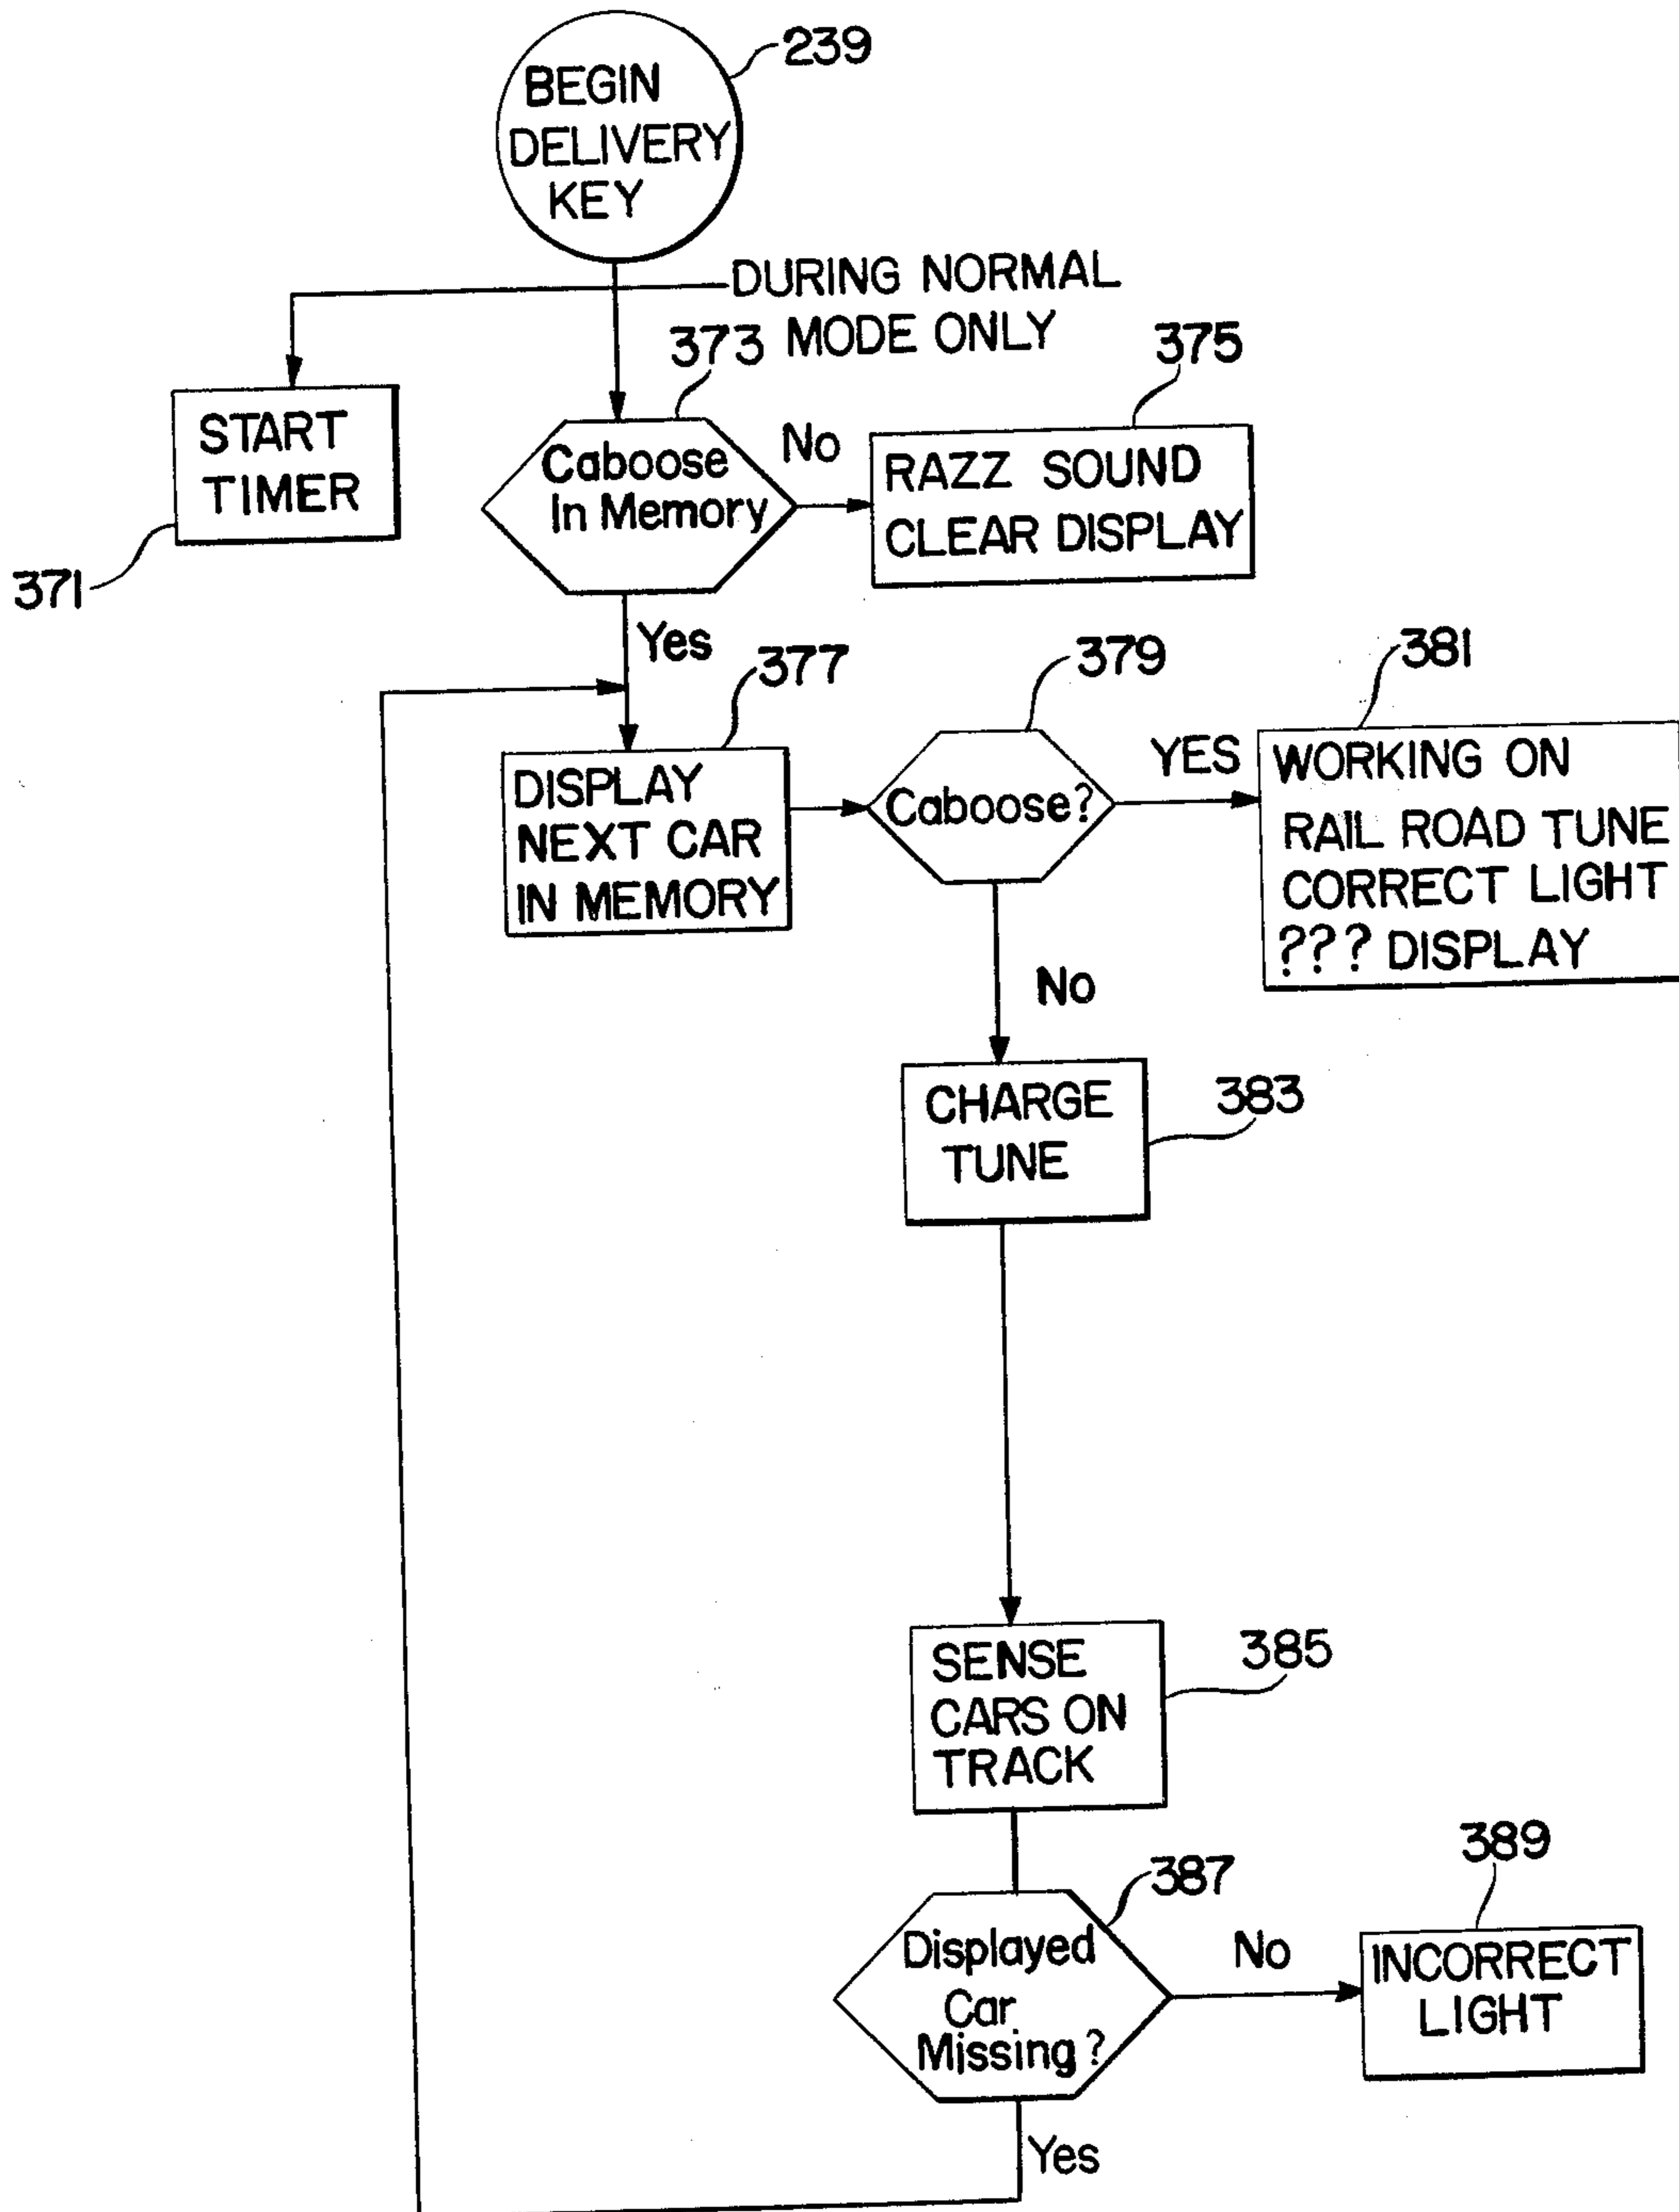 239
BEGIN
DELIVERY
KEY
DURING NORMAL
MODE ONLY
371
START
TIMER
373
Caboose
In Memory
No
375
RAZZ SOUND
CLEAR DISPLAY
Yes
377
DISPLAY
NEXT CAR
IN MEMORY
379
Caboose?
YES
381
WORKING ON
RAIL ROAD TUNE
CORRECT LIGHT
??? DISPLAY
No
383
CHARGE
TUNE
385
SENSE
CARS ON
TRACK
387
Displayed
Car
Missing?
No
389
INCORRECT
LIGHT
Yes